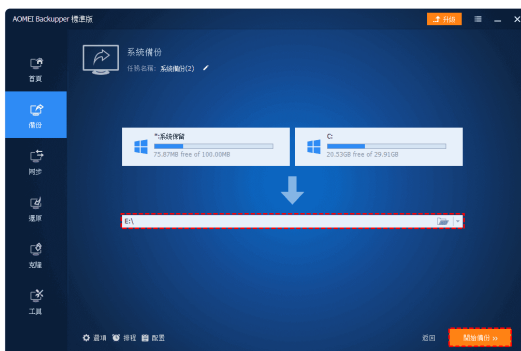 AOMEI Backupper 標準版
升級
首頁
備份
同步
還原
克隆
工具
系統備份
任務名稱: 系統備份(2)
*:系統保留
75.87MB free of 100.00MB
C:
20.53GB free of 29.91GB
E:\
選項 排程 配置
返回
開始備份 »